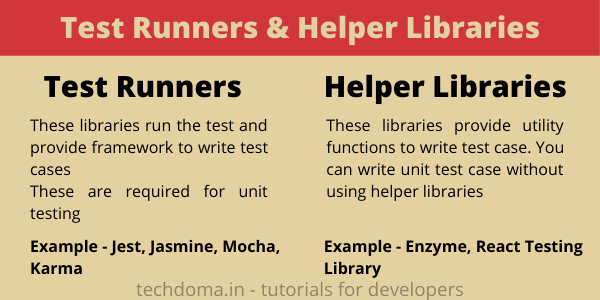 Test Runners & Helper Libraries
Test Runners
These libraries run the test and
provide framework to write test
cases
These are required for unit
testing
Example - Jest, Jasmine, Mocha,
Karma
Helper Libraries
These libraries provide utility
functions to write test case. You
can write unit test case without
using helper libraries
Example - Enzyme, React Testing
Library
techdoma.in - tutorials for developers